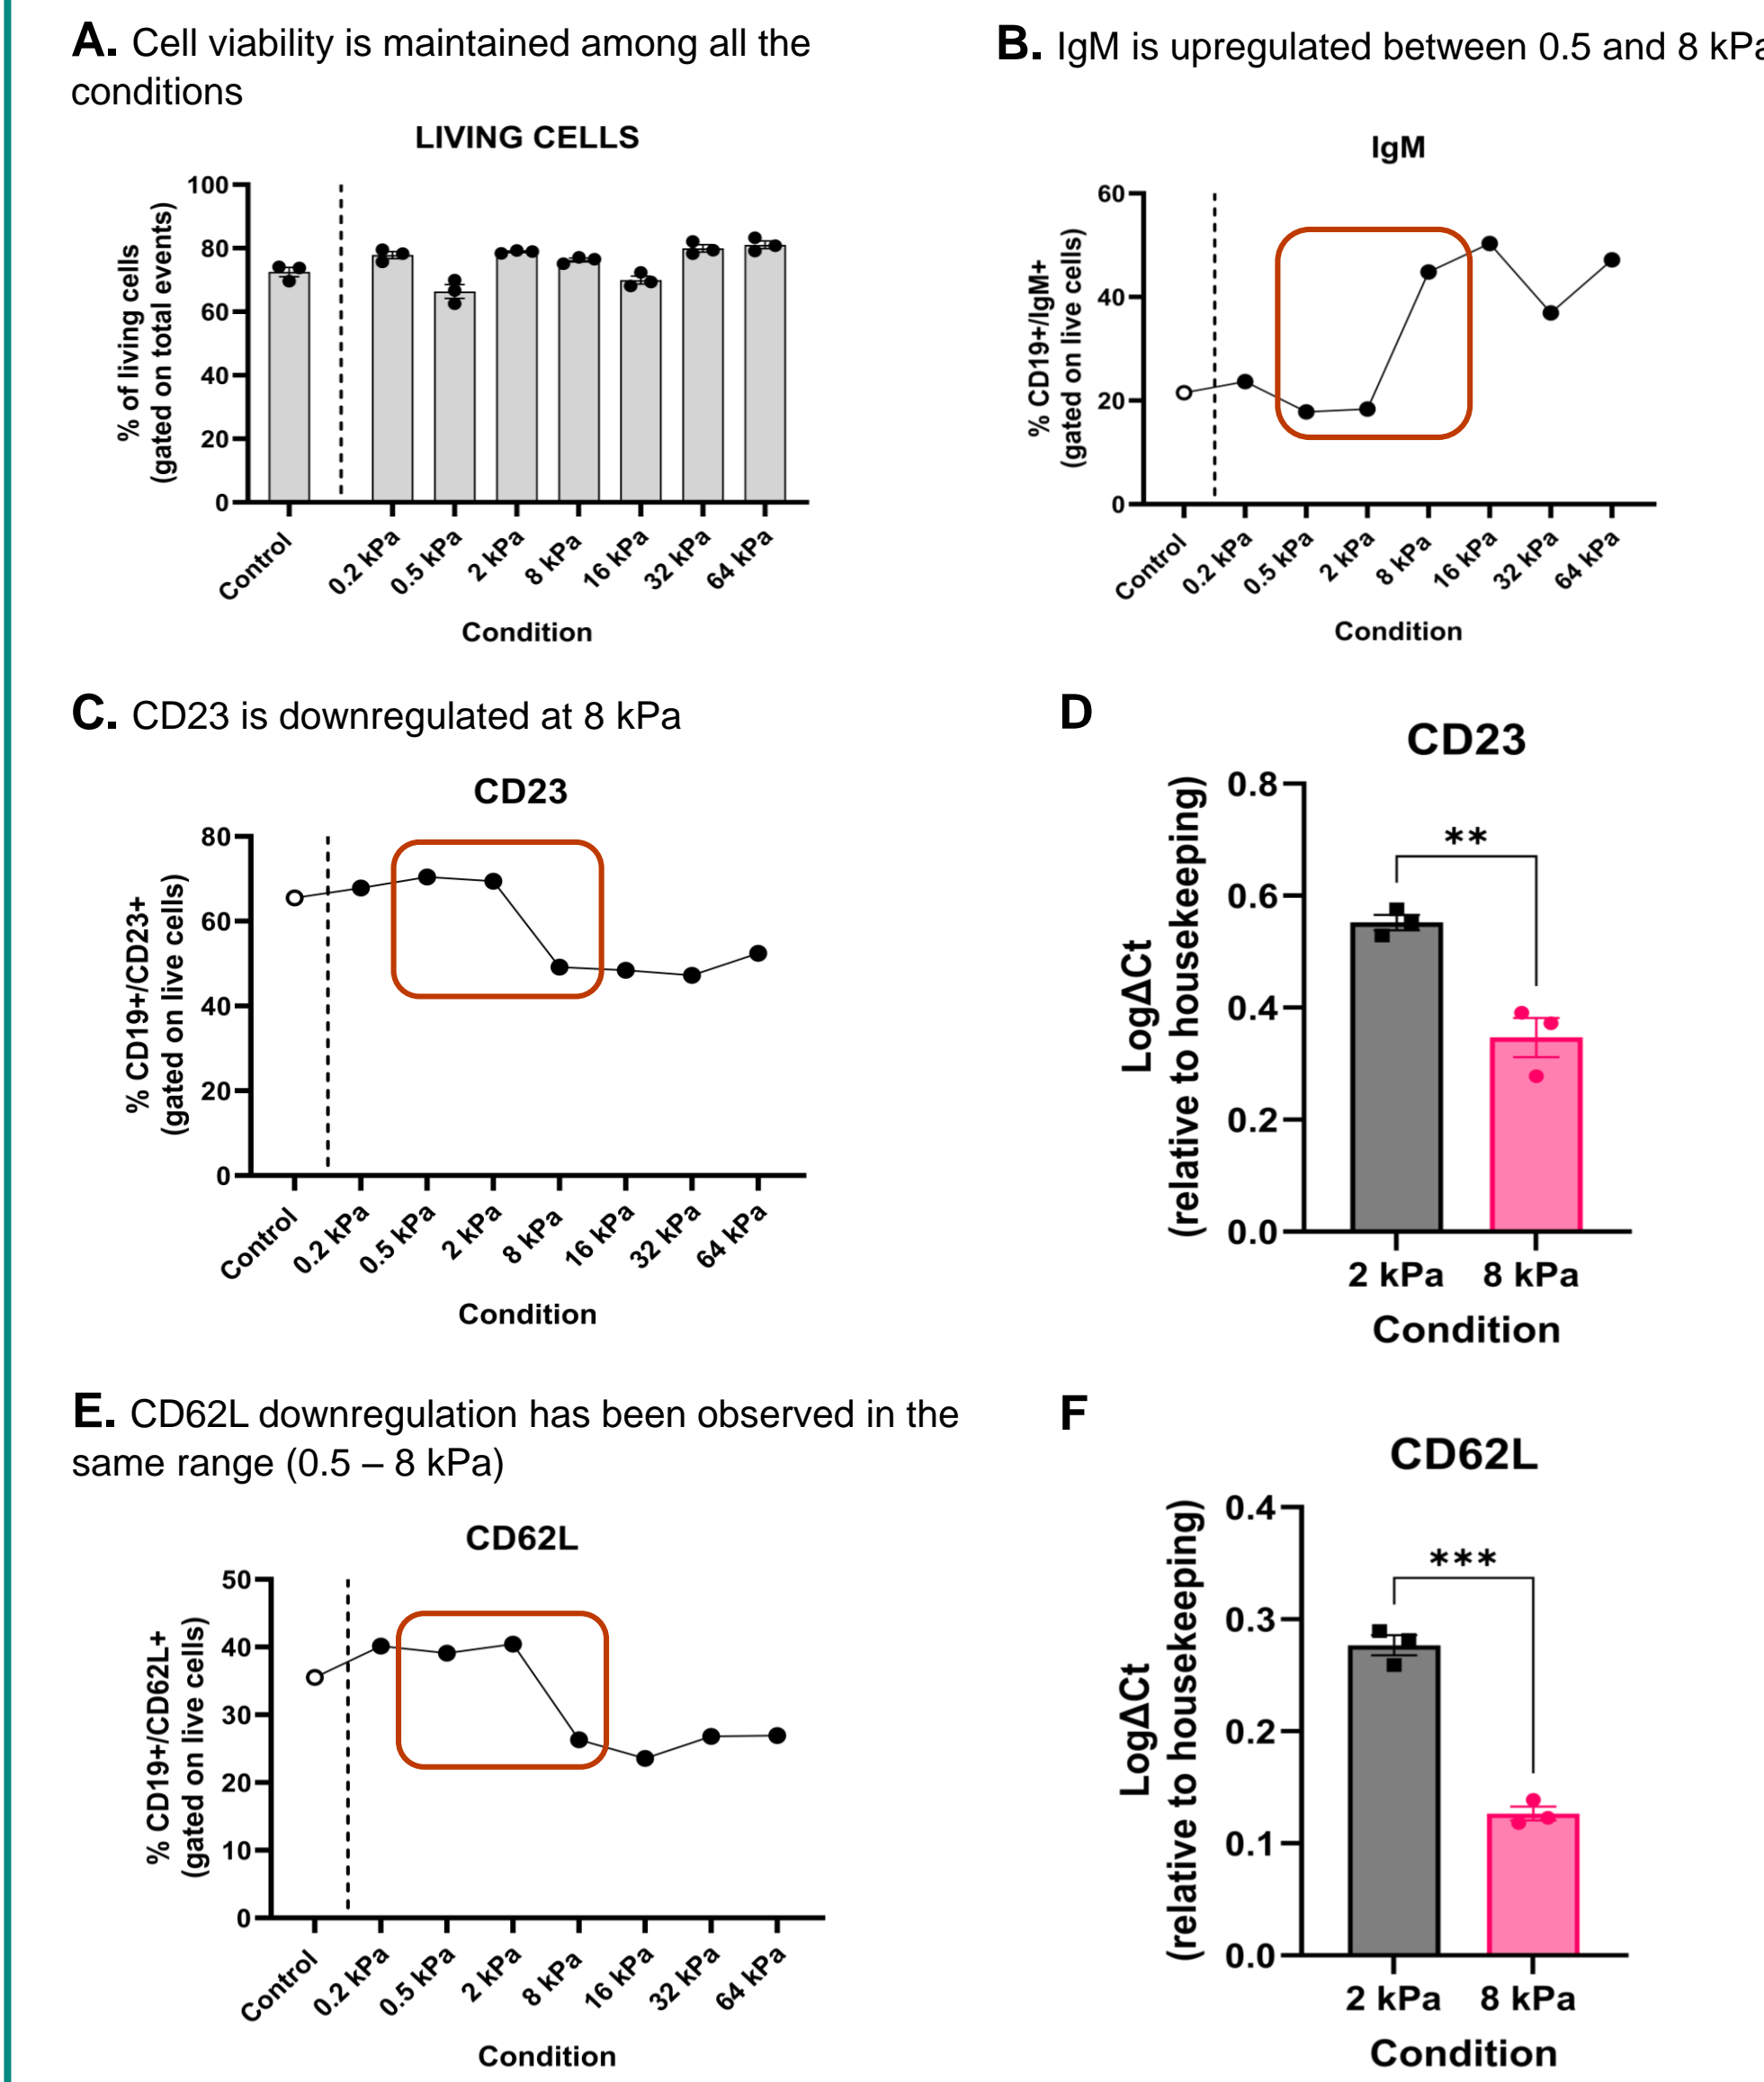 A. Cell viability is maintained among all the
conditions
LIVING CELLS
% of living cells
(gated on total events)
100
80
60
40
20
0
Control
0.2 kPa
0.5 kPa
2 kPa
8 kPa
16 kPa
32 kPa
64 kPa
Condition
B. IgM is upregulated between 0.5 and 8 kPa
IgM
% CD19+/IgM+
(gated on live cells)
60
40
20
0
Control
0.2 kPa
0.5 kPa
2 kPa
8 kPa
16 kPa
32 kPa
64 kPa
Condition
C. CD23 is downregulated at 8 kPa
CD23
% CD19+/CD23+
(gated on live cells)
80
60
40
20
0
Control
0.2 kPa
0.5 kPa
2 kPa
8 kPa
16 kPa
32 kPa
64 kPa
Condition
D
CD23
LogΔCt
(relative to housekeeping)
0.8
0.6
0.4
0.2
0.0
**
2 kPa
8 kPa
Condition
E. CD62L downregulation has been observed in the
same range (0.5 – 8 kPa)
CD62L
% CD19+/CD62L+
(gated on live cells)
50
40
30
20
10
0
Control
0.2 kPa
0.5 kPa
2 kPa
8 kPa
16 kPa
32 kPa
64 kPa
Condition
F
CD62L
LogΔCt
(relative to housekeeping)
0.4
0.3
0.2
0.1
0.0
***
2 kPa
8 kPa
Condition